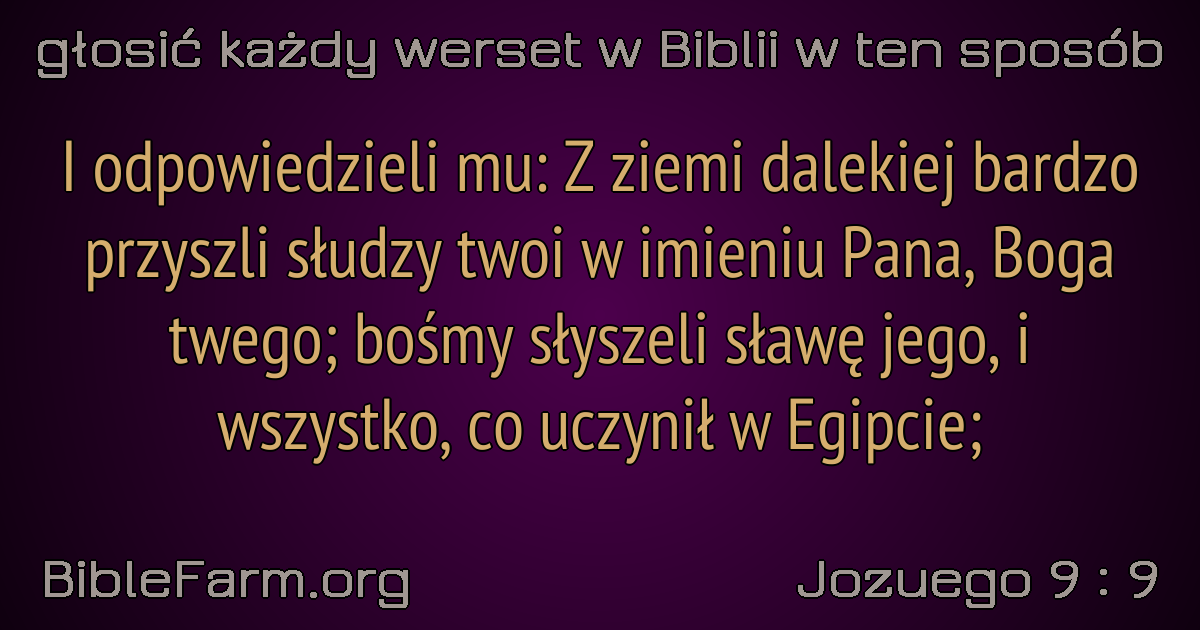 głosić każdy werset w Biblii w ten sposób
I odpowiedzieli mu: Z ziemi dalekiej bardzo
przyszli słudzy twoi w imieniu Pana, Boga
twego; bośmy słyszeli sławę jego, i
wszystko, co uczynił w Egipcie;
BibleFarm.org
Jozuego 9 : 9